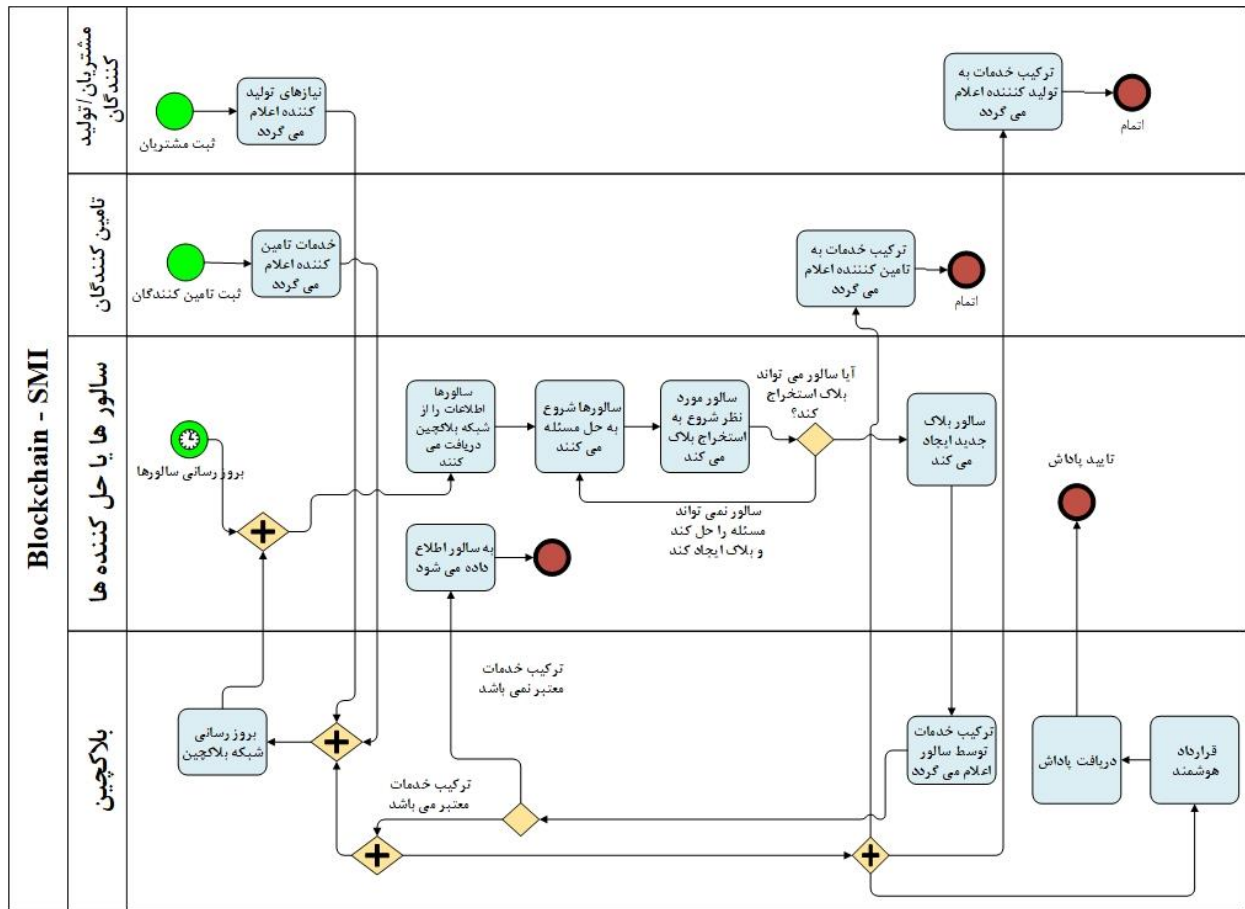 Blockchain - SMI
مشتریان/تولید
کنندگان
ثبت مشتریان
نیازهای تولید
کننده اعلام
می گردد
ترکیب خدمات به
تولید کنننده اعلام
می گردد
اتمام
تامین کنندگان
ثبت تامین کنندگان
خدمات تامین
کننده اعلام
می گردد
ترکیب خدمات به
تامین کنننده اعلام
می گردد
اتمام
سالور ها یا حل کننده ها
بروز رسانی سالورها
سالورها
اطلاعات را از
شبکه بلاکچین
دریافت می
کنند
سالورها شروع
به حل مسئله
می کنند
سالور مورد
نظر شروع به
استخراج بلاک
می کند
آیا سالور می تواند
بلاک استخراج
کند؟
سالور بلاک
جدید ایجاد
می کند
سالور نمی تواند
مسئله را حل کند
و بلاک ایجاد کند
به سالور اطلاع
داده می شود
تایید پاداش
بلاکچین
بروز رسانی
شبکه بلاکچین
ترکیب خدمات
معتبر نمی باشد
ترکیب خدمات
معتبر می باشد
ترکیب خدمات
توسط سالور
اعلام می گردد
دریافت پاداش
قرارداد
هوشمند